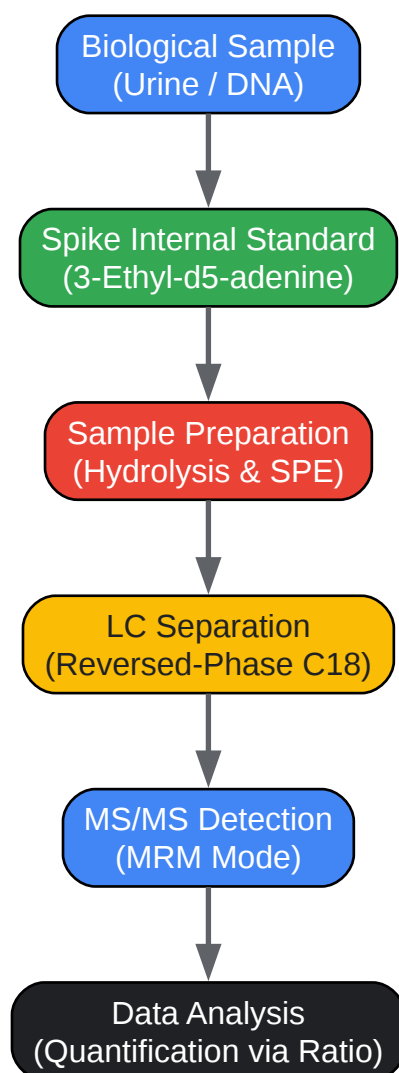 Biological Sample
(Urine / DNA)
Spike Internal Standard
(3-Ethyl-d5-adenine)
Sample Preparation
(Hydrolysis & SPE)
LC Separation
(Reversed-Phase C18)
MS/MS Detection
(MRM Mode)
Data Analysis
(Quantification via Ratio)